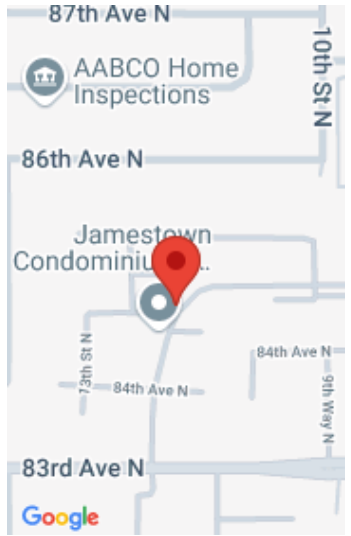 87th Ave N
10th St N
AABCO Home
Inspections
86th Ave N
Jamestown
Condominiu...
84th Ave N
73th St N
84th Ave N
9th Way N
83rd Ave N
Google